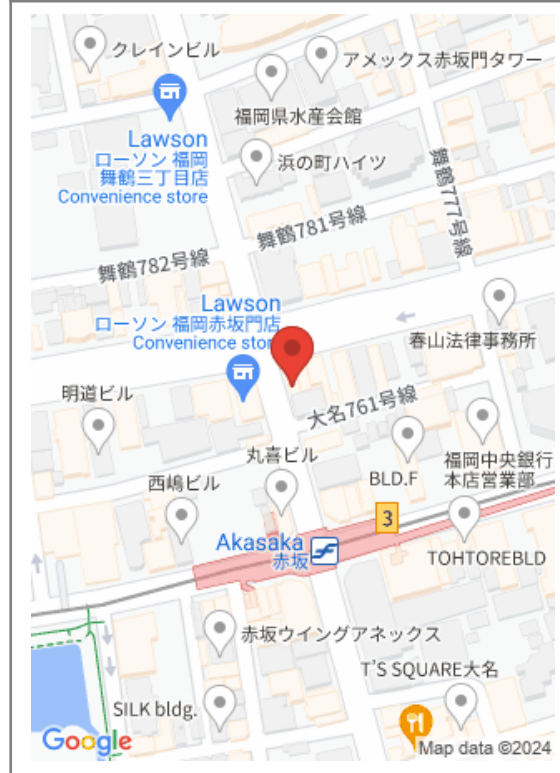 クレインビル
アメックス赤坂門タワー
福岡県水産会館
Lawson
ローソン 福岡
舞鶴三丁目店
Convenience store
浜の町ハイツ
舞鶴777号線
舞鶴781号線
舞鶴782号線
Lawson
ローソン 福岡赤坂門店
Convenience store
春山法律事務所
明道ビル
大名761号線
丸喜ビル
西嶋ビル
BLD.F
福岡中央銀行
本店営業部
3
Akasaka
赤坂
TOHTOREBLD
赤坂ウイングアネックス
T'S SQUARE大名
SILK bldg.
Google
Map data ©2024